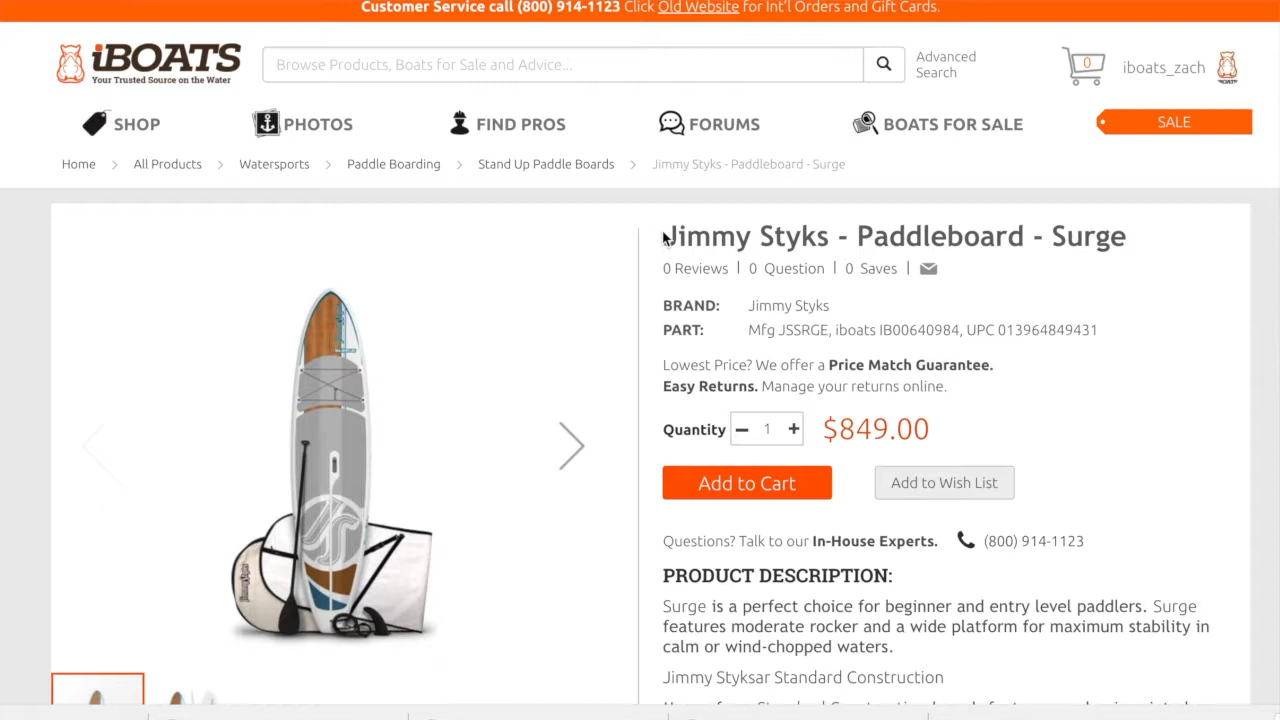 Customer Service call (800) 914-1123 Click Old Website for Int'l Orders and Gift Cards.
iBOATS
Your Trusted Source on the Water
Browse Products, Boats for Sale and Advice...
Advanced
Search
0
iboats_zach
SHOP
PHOTOS
FIND PROS
FORUMS
BOATS FOR SALE
SALE
Home > All Products > Watersports > Paddle Boarding > Stand Up Paddle Boards > Jimmy Styks - Paddleboard - Surge
Jimmy Styks - Paddleboard - Surge
0 Reviews | 0 Question | 0 Saves |
BRAND: Jimmy Styks
PART: Mfg JSSRGE, iboats IB00640984, UPC 013964849431
Lowest Price? We offer a Price Match Guarantee.
Easy Returns. Manage your returns online.
Quantity - 1 + $849.00
Add to Cart
Add to Wish List
Questions? Talk to our In-House Experts. (800) 914-1123
PRODUCT DESCRIPTION:
Surge is a perfect choice for beginner and entry level paddlers. Surge
features moderate rocker and a wide platform for maximum stability in
calm or wind-chopped waters.
Jimmy Styksar Standard Construction